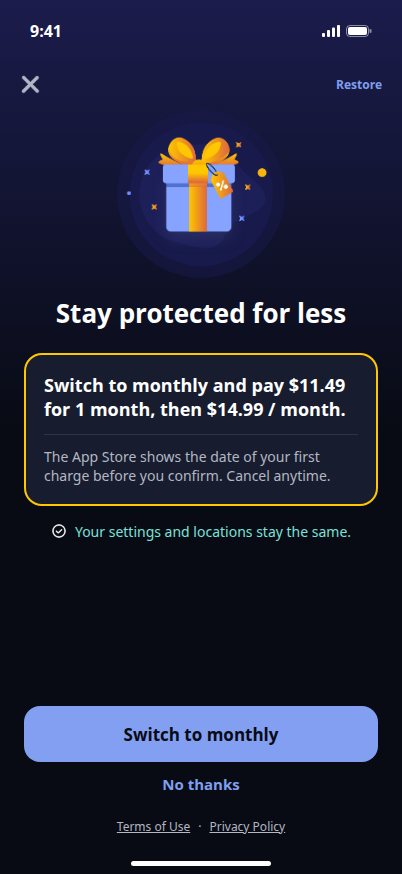 9:41
Restore
%
Stay protected for less
Switch to monthly and pay $11.49
for 1 month, then $14.99 / month.
The App Store shows the date of your first
charge before you confirm. Cancel anytime.
Your settings and locations stay the same.
Switch to monthly
No thanks
Terms of Use · Privacy Policy